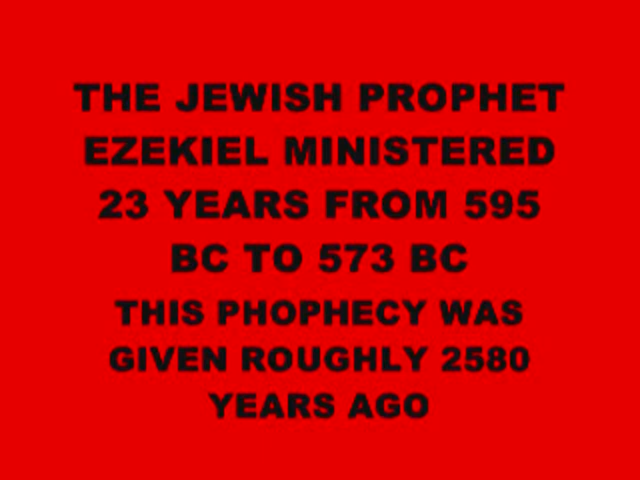 THE JEWISH PROPHET
EZEKIEL MINISTERED
23 YEARS FROM 595
BC TO 573 BC
THIS PHOPHECY WAS
GIVEN ROUGHLY 2580
YEARS AGO